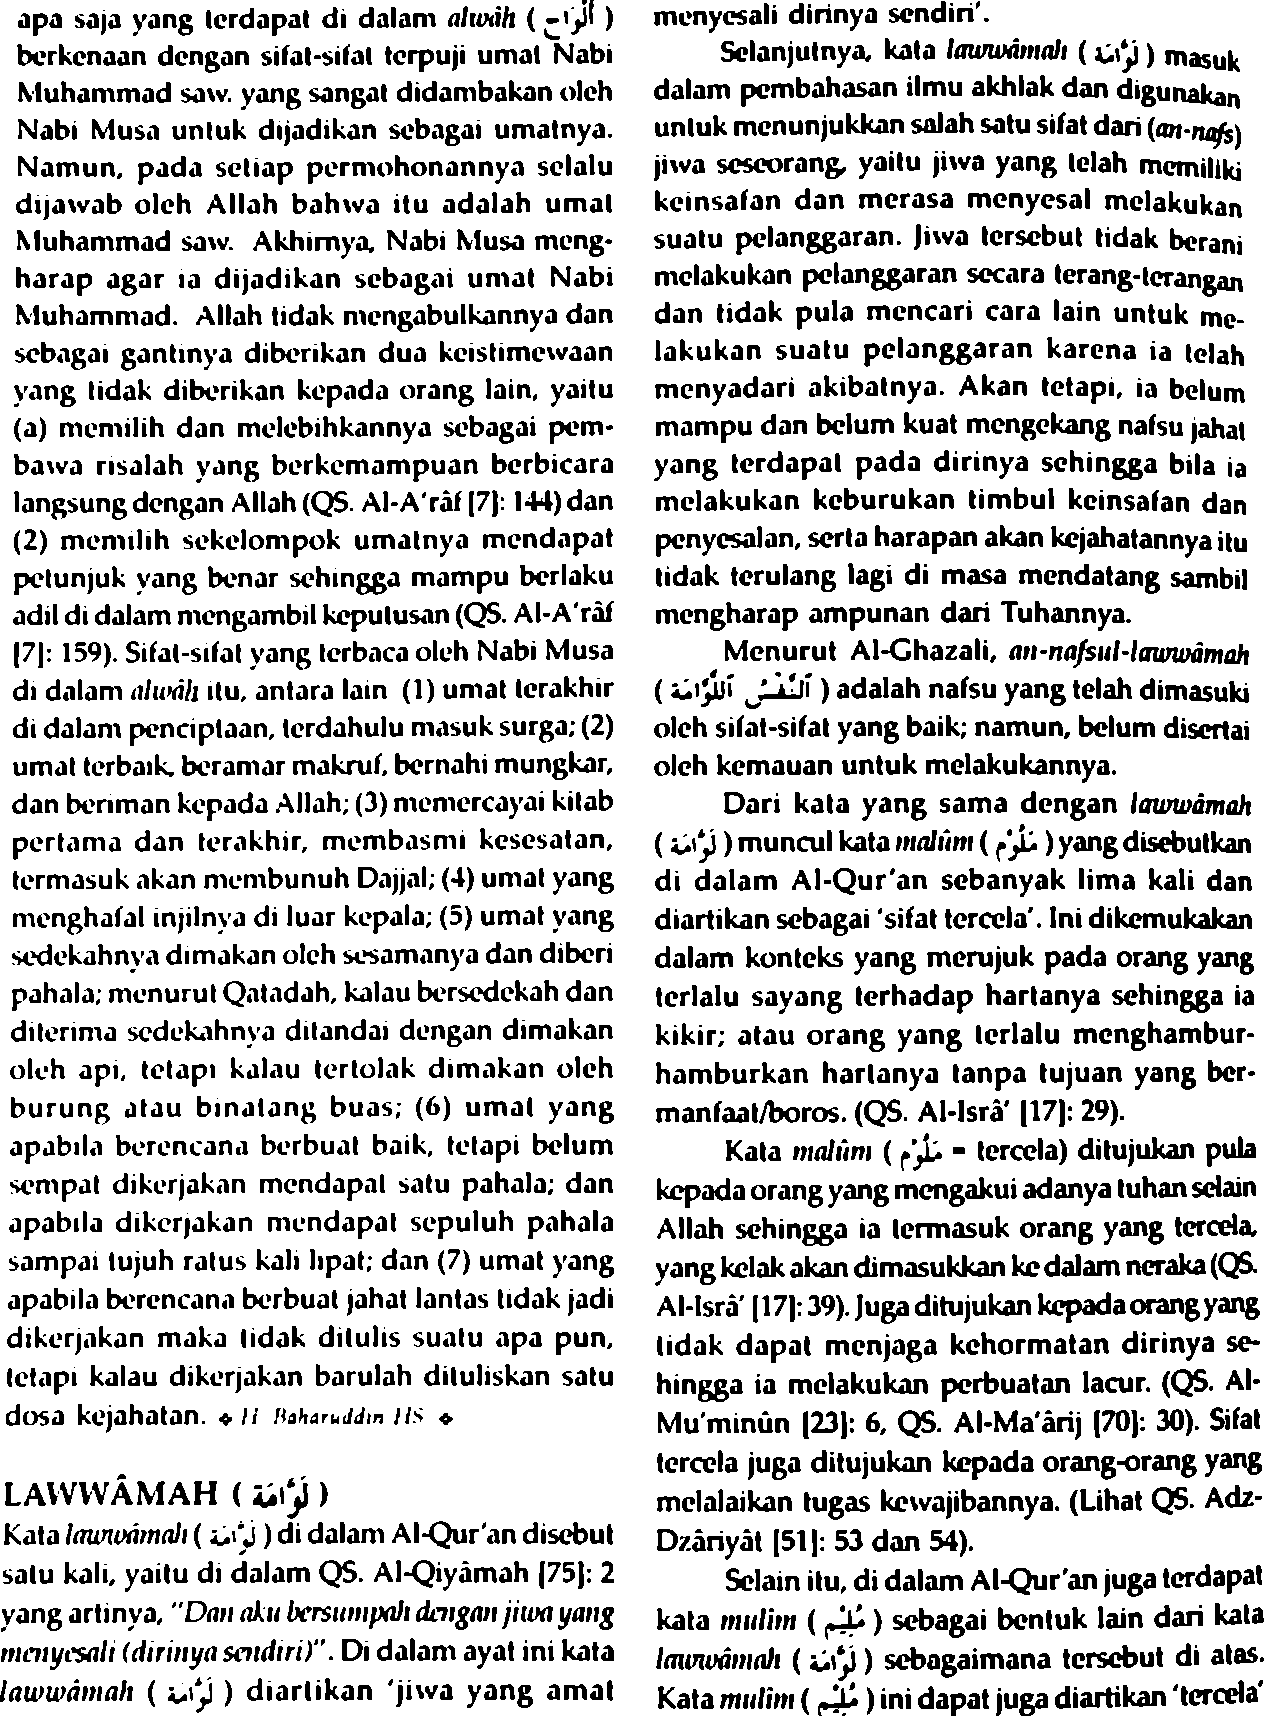 apa saja yang terdapat di dalam alwâh ( أَلْوَاح )
berkenaan dengan sifat-sifat terpuji umat Nabi
Muhammad saw. yang sangat didambakan oleh
Nabi Musa untuk dijadikan sebagai umatnya.
Namun, pada setiap permohonannya selalu
dijawab oleh Allah bahwa itu adalah umat
Muhammad saw. Akhirnya, Nabi Musa meng-
harap agar ia dijadikan sebagai umat Nabi
Muhammad. Allah tidak mengabulkannya dan
sebagai gantinya diberikan dua keistimewaan
yang tidak diberikan kepada orang lain, yaitu
(a) memilih dan melebihkannya sebagai pem-
bawa risalah yang berkemampuan berbicara
langsung dengan Allah (QS. Al-A'râf [7]: 144) dan
(2) memilih sekelompok umatnya mendapat
petunjuk yang benar sehingga mampu berlaku
adil di dalam mengambil keputusan (QS. Al-A'râf
[7]: 159). Sifat-sifat yang terbaca oleh Nabi Musa
di dalam alwâh itu, antara lain (1) umat terakhir
di dalam penciptaan, terdahulu masuk surga; (2)
umat terbaik, beramar makruf, bernahi mungkar,
dan beriman kepada Allah; (3) memercayai kitab
pertama dan terakhir, membasmi kesesatan,
termasuk akan membunuh Dajjal; (4) umat yang
menghafal injilnya di luar kepala; (5) umat yang
sedekahnya dimakan oleh sesamanya dan diberi
pahala; menurut Qatadah, kalau bersedekah dan
diterima sedekahnya ditandai dengan dimakan
oleh api, tetapi kalau tertolak dimakan oleh
burung atau binatang buas; (6) umat yang
apabila berencana berbuat baik, tetapi belum
sempat dikerjakan mendapat satu pahala; dan
apabila dikerjakan mendapat sepuluh pahala
sampai tujuh ratus kali lipat; dan (7) umat yang
apabila berencana berbuat jahat lantas tidak jadi
dikerjakan maka tidak ditulis suatu apa pun,
tetapi kalau dikerjakan barulah dituliskan satu
dosa kejahatan. ❖ H Baharuddin HS ❖
LAWWÂMAH ( لَوَّامَة )
Kata lawwâmah ( لَوَّامَة ) di dalam Al-Qur'an disebut
satu kali, yaitu di dalam QS. Al-Qiyâmah [75]: 2
yang artinya, "Dan aku bersumpah dengan jiwa yang
menyesali (dirinya sendiri)". Di dalam ayat ini kata
lawwâmah ( لَوَّامَة ) diartikan 'jiwa yang amat
menyesali dirinya sendiri'.
Selanjutnya, kata lawwâmah ( لَوَّامَة ) masuk
dalam pembahasan ilmu akhlak dan digunakan
untuk menunjukkan salah satu sifat dari (an-nafs)
jiwa seseorang, yaitu jiwa yang telah memiliki
keinsafan dan merasa menyesal melakukan
suatu pelanggaran. Jiwa tersebut tidak berani
melakukan pelanggaran secara terang-terangan
dan tidak pula mencari cara lain untuk me-
lakukan suatu pelanggaran karena ia telah
menyadari akibatnya. Akan tetapi, ia belum
mampu dan belum kuat mengekang nafsu jahat
yang terdapat pada dirinya sehingga bila ia
melakukan keburukan timbul keinsafan dan
penyesalan, serta harapan akan kejahatannya itu
tidak terulang lagi di masa mendatang sambil
mengharap ampunan dari Tuhannya.
Menurut Al-Ghazali, an-nafsul-lawwâmah
( اَلنَّفْسُ اَللَّوَّامَة ) adalah nafsu yang telah dimasuki
oleh sifat-sifat yang baik; namun, belum disertai
oleh kemauan untuk melakukannya.
Dari kata yang sama dengan lawwâmah
( لَوَّامَة ) muncul kata malûm ( مَلُوْم ) yang disebutkan
di dalam Al-Qur'an sebanyak lima kali dan
diartikan sebagai 'sifat tercela'. Ini dikemukakan
dalam konteks yang merujuk pada orang yang
terlalu sayang terhadap hartanya sehingga ia
kikir; atau orang yang terlalu menghambur-
hamburkan hartanya tanpa tujuan yang ber-
manfaat/boros. (QS. Al-Isrâ' [17]: 29).
Kata malûm ( مَلُوْم = tercela) ditujukan pula
kepada orang yang mengakui adanya tuhan selain
Allah sehingga ia termasuk orang yang tercela,
yang kelak akan dimasukkan ke dalam neraka (QS.
Al-Isrâ' [17]: 39). Juga ditujukan kepada orang yang
tidak dapat menjaga kehormatan dirinya se-
hingga ia melakukan perbuatan lacur. (QS. Al-
Mu'minûn [23]: 6, QS. Al-Ma'ârij [70]: 30). Sifat
tercela juga ditujukan kepada orang-orang yang
melalaikan tugas kewajibannya. (Lihat QS. Adz-
Dzâriyât [51]: 53 dan 54).
Selain itu, di dalam Al-Qur'an juga terdapat
kata mulîm ( مُلِيْم ) sebagai bentuk lain dari kata
lawwâmah ( لَوَّامَة ) sebagaimana tersebut di atas.
Kata mulîm ( مُلِيْم ) ini dapat juga diartikan 'tercela'